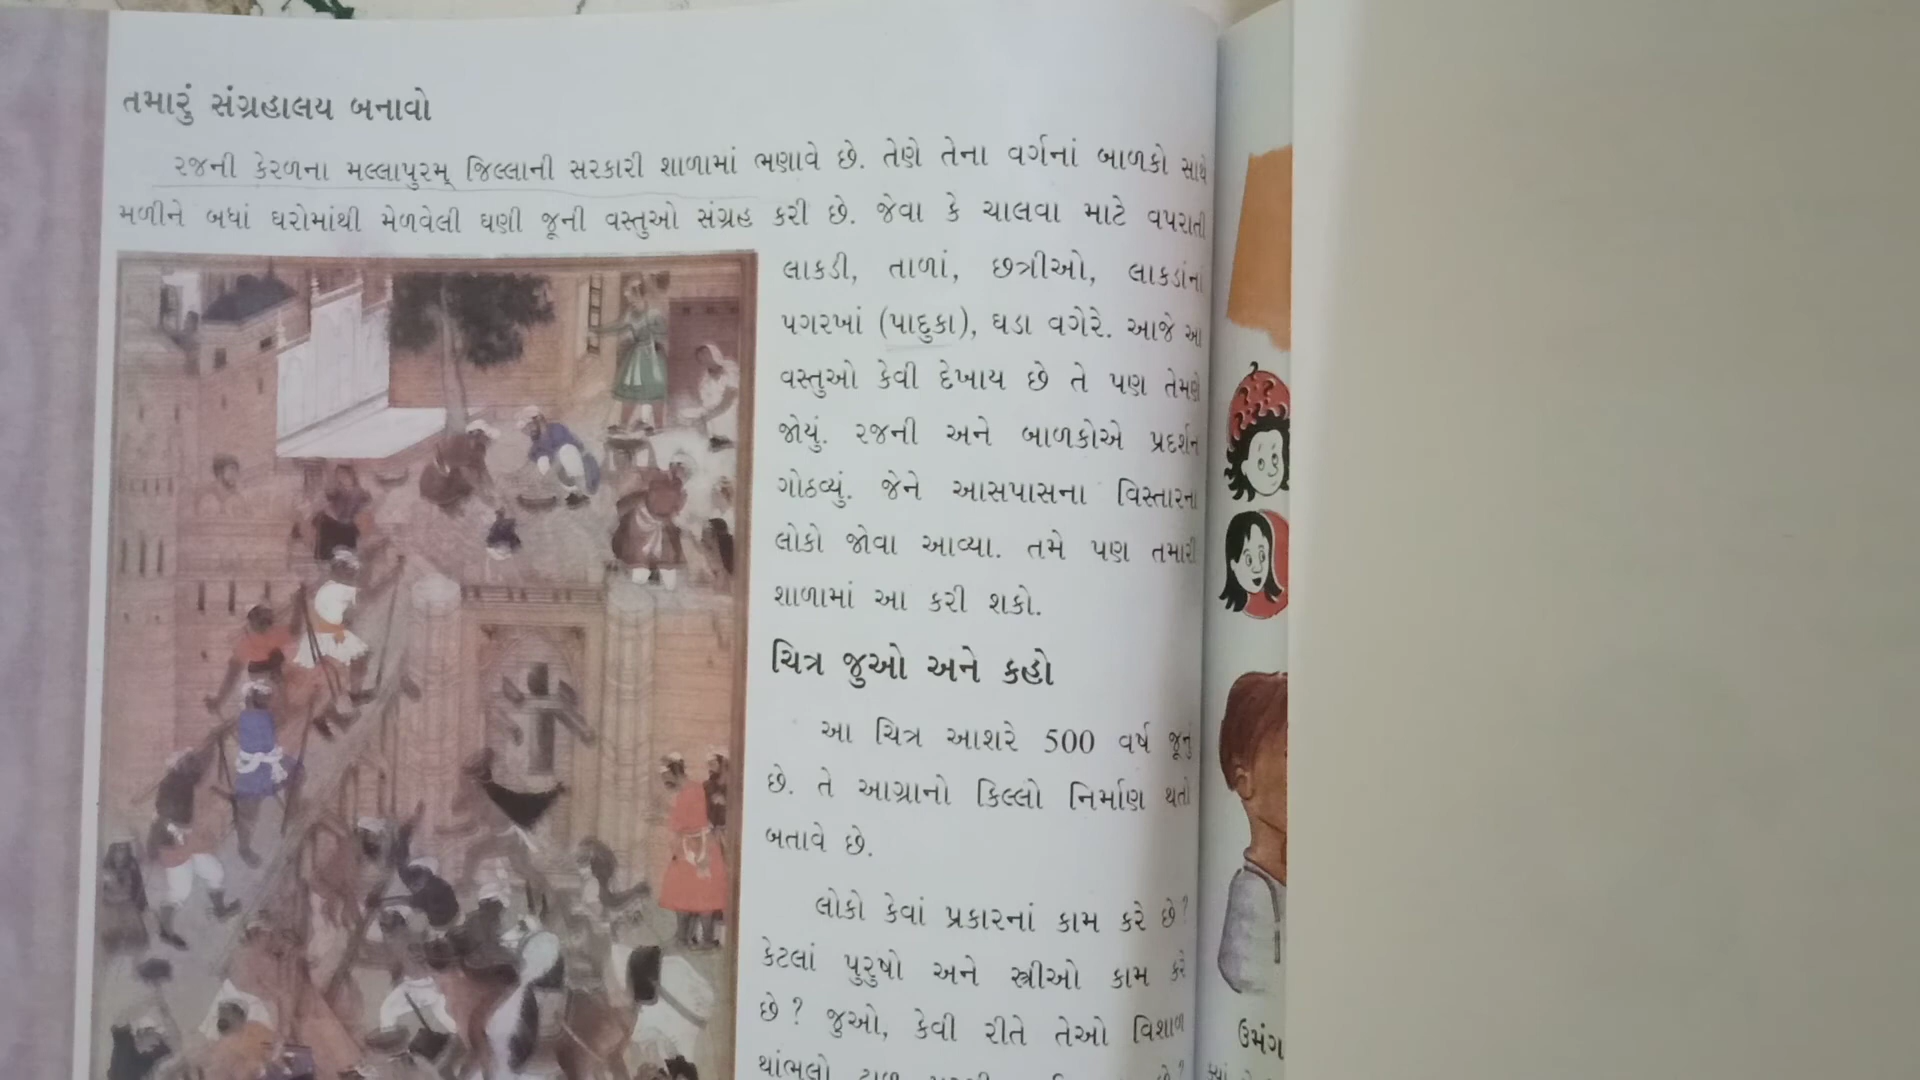 તમારું સંગ્રહાલય બનાવો
રજની કેરળના મલ્લાપુરમ્ જિલ્લાની સરકારી શાળામાં ભણાવે છે. તેણે તેના વર્ગનાં બાળકો સાથે
મળીને બધાં ઘરોમાંથી મેળવેલી ઘણી જૂની વસ્તુઓ સંગ્રહ કરી છે. જેવા કે ચાલવા માટે વપરાતી
લાકડી, તાળાં, છત્રીઓ, લાકડાંના
પગરખાં (પાદુકા), ઘડા વગેરે. આજે આ
વસ્તુઓ કેવી દેખાય છે તે પણ તેમણે
જોયું. રજની અને બાળકોએ પ્રદર્શન
ગોઠવ્યું. જેને આસપાસના વિસ્તારના
લોકો જોવા આવ્યા. તમે પણ તમારી
શાળામાં આ કરી શકો.
ચિત્ર જુઓ અને કહો
આ ચિત્ર આશરે 500 વર્ષ જૂનું
છે. તે આગ્રાનો કિલ્લો નિર્માણ થતો
બતાવે છે.
લોકો કેવાં પ્રકારનાં કામ કરે છે?
કેટલાં પુરુષો અને સ્ત્રીઓ કામ કરે
છે? જુઓ, કેવી રીતે તેઓ વિશાળ
થાંભલો
ઉમંગ